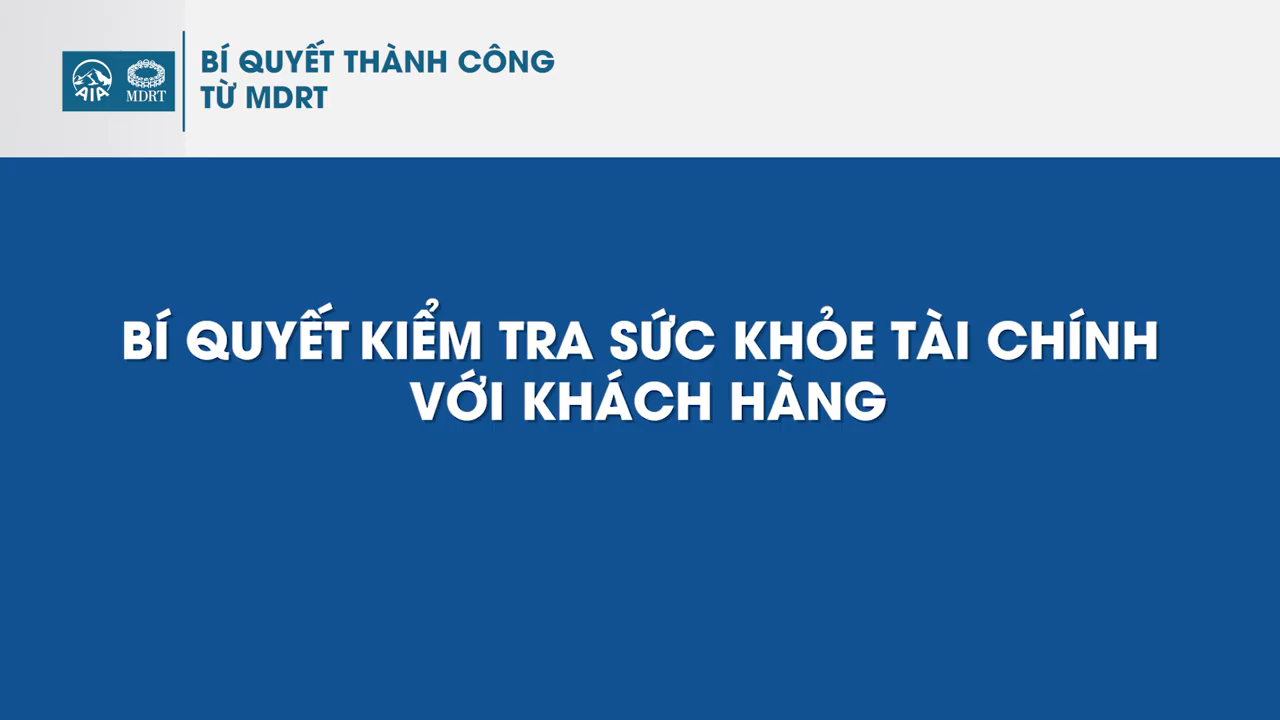 AIA
MDRT
BÍ QUYẾT THÀNH CÔNG
TỪ MDRT
BÍ QUYẾT KIỂM TRA SỨC KHỎE TÀI CHÍNH
VỚI KHÁCH HÀNG